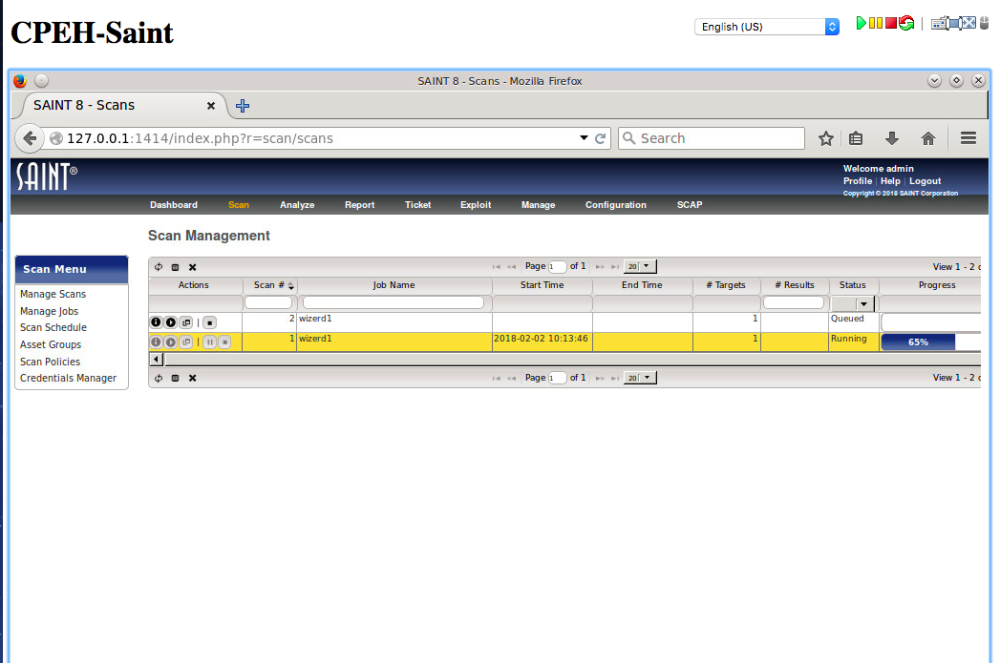 CPEH-Saint
English (US)
SAINT 8 - Scans - Mozilla Firefox
SAINT 8 - Scans
127.0.0.1:1414/index.php?r=scan/scans
Search
SAINT®
Welcome admin
Profile | Help | Logout
Copyright © 2018 SAINT Corporation
Dashboard Scan Analyze Report Ticket Exploit Manage Configuration SCAP
Scan Management
Scan Menu
Manage Scans
Manage Jobs
Scan Schedule
Asset Groups
Scan Policies
Credentials Manager
Page 1 of 1 20 View 1 - 2 o
Actions Scan # Job Name Start Time End Time # Targets # Results Status Progress
2 wizerd1 1 Queued
1 wizerd1 2018-02-02 10:13:46 1 Running 65%
Page 1 of 1 20 View 1 - 2 o